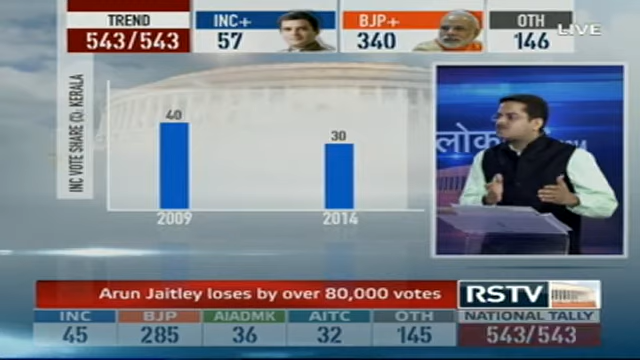 TREND
543/543
INC+
57
BJP+
340
OTH
146
LIVE
INC VOTE SHARE (%): KERALA
40
30
2009
2014
लोक
14
Arun Jaitley loses by over 80,000 votes
RSTV
INC
45
BJP
285
AIADMK
36
AITC
32
OTH
145
NATIONAL TALLY
543/543